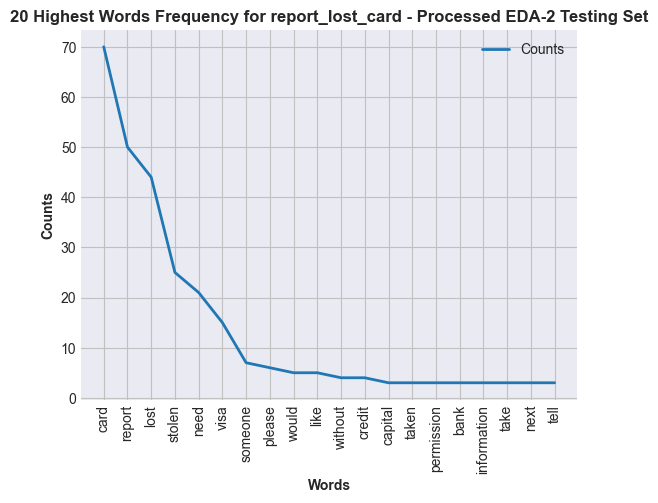 20 Highest Words Frequency for report_lost_card - Processed EDA-2 Testing Set
Counts
70
60
50
40
30
20
10
0
Counts
card
report
lost
stolen
need
visa
someone
please
would
like
without
credit
capital
taken
permission
bank
information
take
next
tell
Words